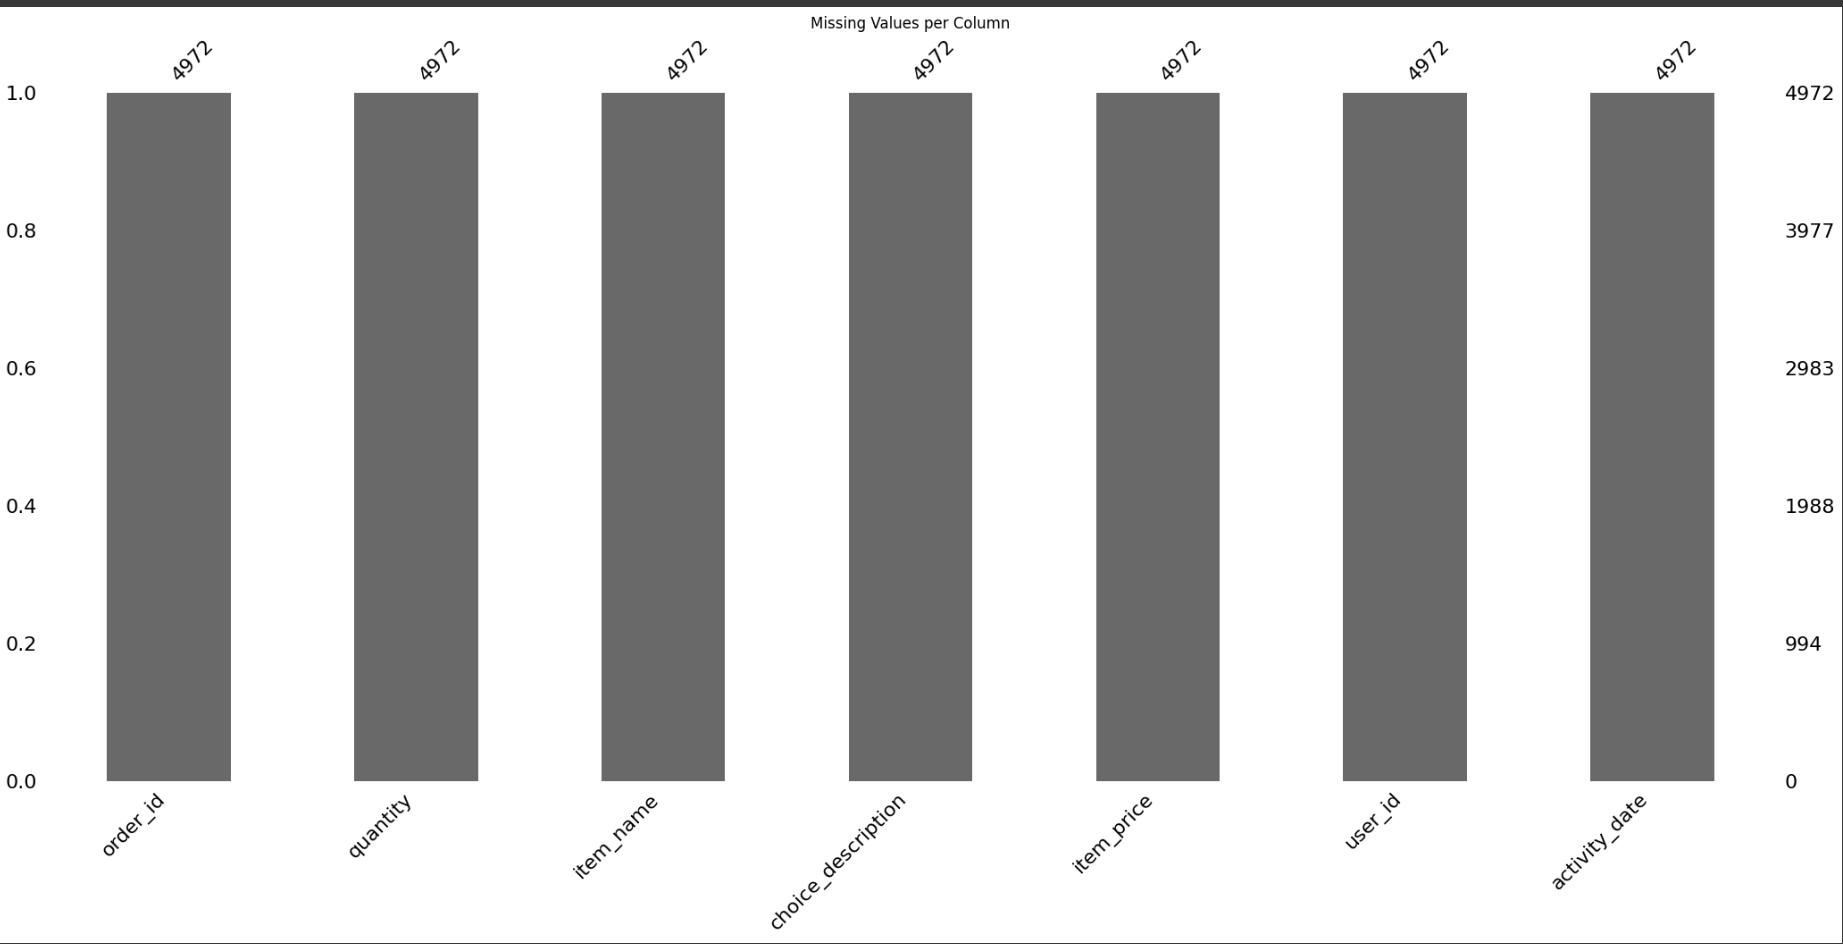 Missing Values per Column
4972 4972 4972 4972 4972 4972 4972
1.0 4972
0.8 3977
0.6 2983
0.4 1988
0.2 994
0.0 0
order_id quantity item_name choice_description item_price user_id activity_date